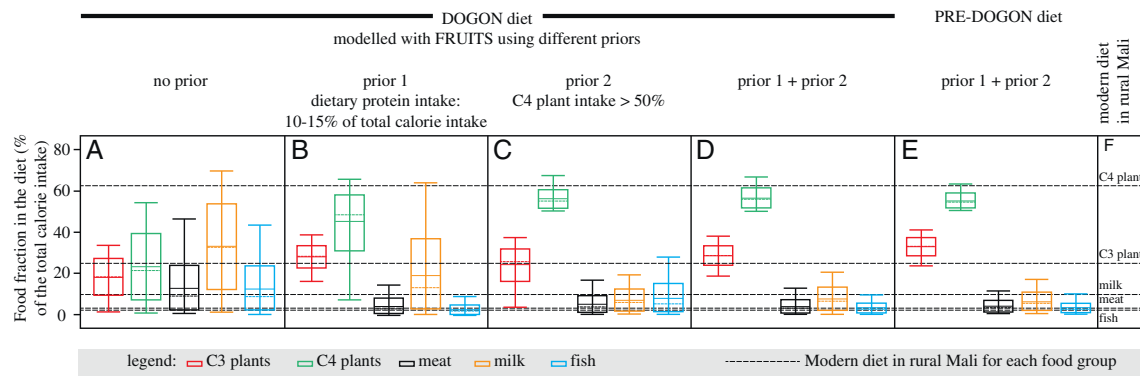 DOGON diet
PRE-DOGON diet
modelled with FRUITS using different priors
no prior
prior 1
dietary protein intake:
10-15% of total calorie intake
prior 2
C4 plant intake > 50%
prior 1 + prior 2
prior 1 + prior 2
modern diet
in rural Mali
Food fraction in the diet (%
of the total calorie intake)
80
60
40
20
0
A
B
C
D
E
F
C4 plant
C3 plant
milk
meat
fish
legend: C3 plants C4 plants meat milk fish Modern diet in rural Mali for each food group